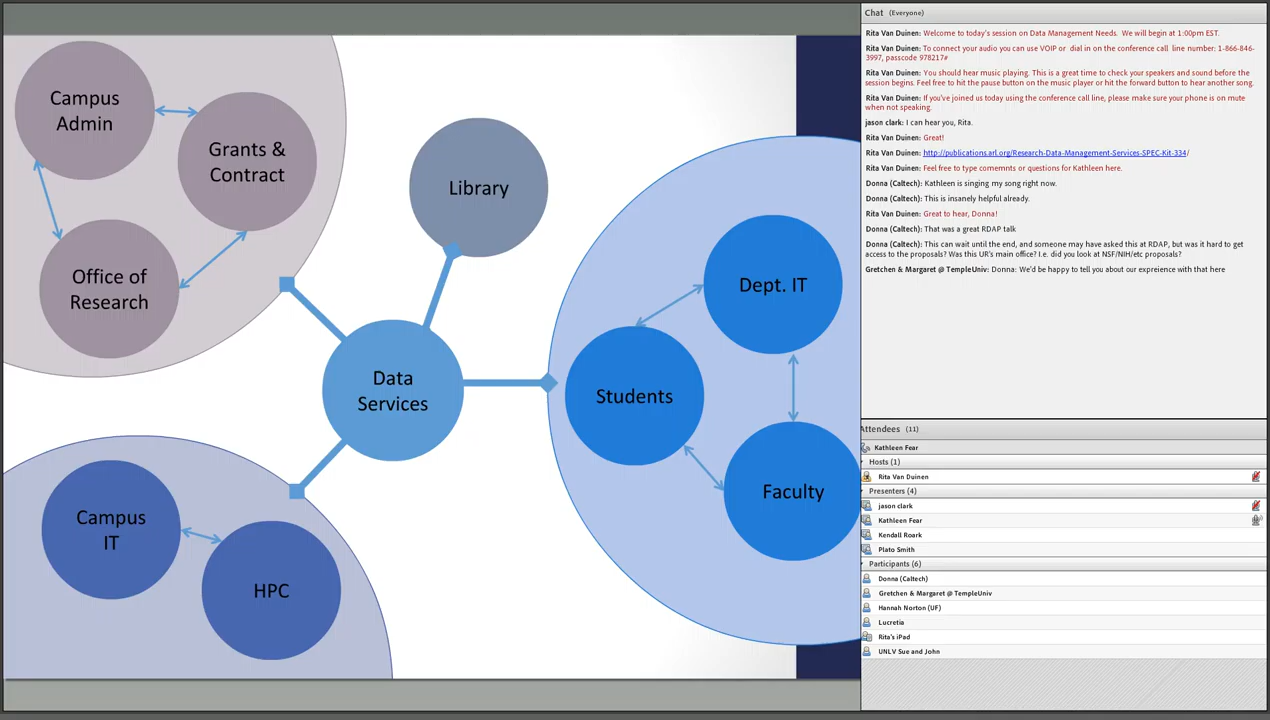 Campus
Admin
Grants &
Contract
Office of
Research
Library
Data
Services
Dept. IT
Students
Faculty
Campus
IT
HPC
Chat (Everyone)
Rita Van Duinen: Welcome to today's session on Data Management Needs. We will begin at 1:00pm EST.
Rita Van Duinen: To connect your audio you can use VOIP or dial in on the conference call line number: 1-866-846-
3997, passcode 978217#
Rita Van Duinen: You should hear music playing. This is a great time to check your speakers and sound before the
session begins. Feel free to hit the pause button on the music player or hit the forward button to hear another song.
Rita Van Duinen: If you've joined us today using the conference call line, please make sure your phone is on mute
when not speaking.
jason clark: I can hear you, Rita.
Rita Van Duinen: Great!
Rita Van Duinen: http://publications.arl.org/Research-Data-Management-Services-SPEC-Kit-334/
Rita Van Duinen: Feel free to type comemnts or questions for Kathleen here.
Donna (Caltech): Kathleen is singing my song right now.
Donna (Caltech): This is insanely helpful already.
Rita Van Duinen: Great to hear, Donna!
Donna (Caltech): That was a great RDAP talk
Donna (Caltech): This can wait until the end, and someone may have asked this at RDAP, but was it hard to get
access to the proposals? Was this UR's main office? I.e. did you look at NSF/NIH/etc proposals?
Gretchen & Margaret @ TempleUniv: Donna: We'd be happy to tell you about our expreience with that here
Attendees (11)
Kathleen Fear
Hosts (1)
Rita Van Duinen
Presenters (4)
jason clark
Kathleen Fear
Kendall Roark
Plato Smith
Participants (6)
Donna (Caltech)
Gretchen & Margaret @ TempleUniv
Hannah Norton (UF)
Lucretia
Rita's iPad
UNLV Sue and John